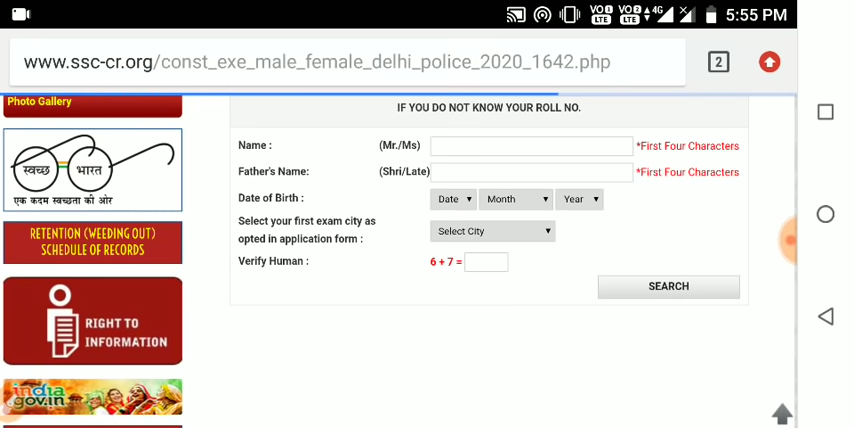 VO 1 LTE VO 2 LTE 4G 5:55 PM
www.ssc-cr.org/const_exe_male_female_delhi_police_2020_1642.php 2
Photo Gallery
IF YOU DO NOT KNOW YOUR ROLL NO.
Name : (Mr./Ms) *First Four Characters
Father's Name: (Shri/Late) *First Four Characters
Date of Birth : Date Month Year
Select your first exam city as
opted in application form : Select City
Verify Human : 6 + 7 =
SEARCH
स्वच्छ भारत
एक कदम स्वच्छता की ओर
RETENTION (WEEDING OUT)
SCHEDULE OF RECORDS
RIGHT TO
INFORMATION
india
gov.in